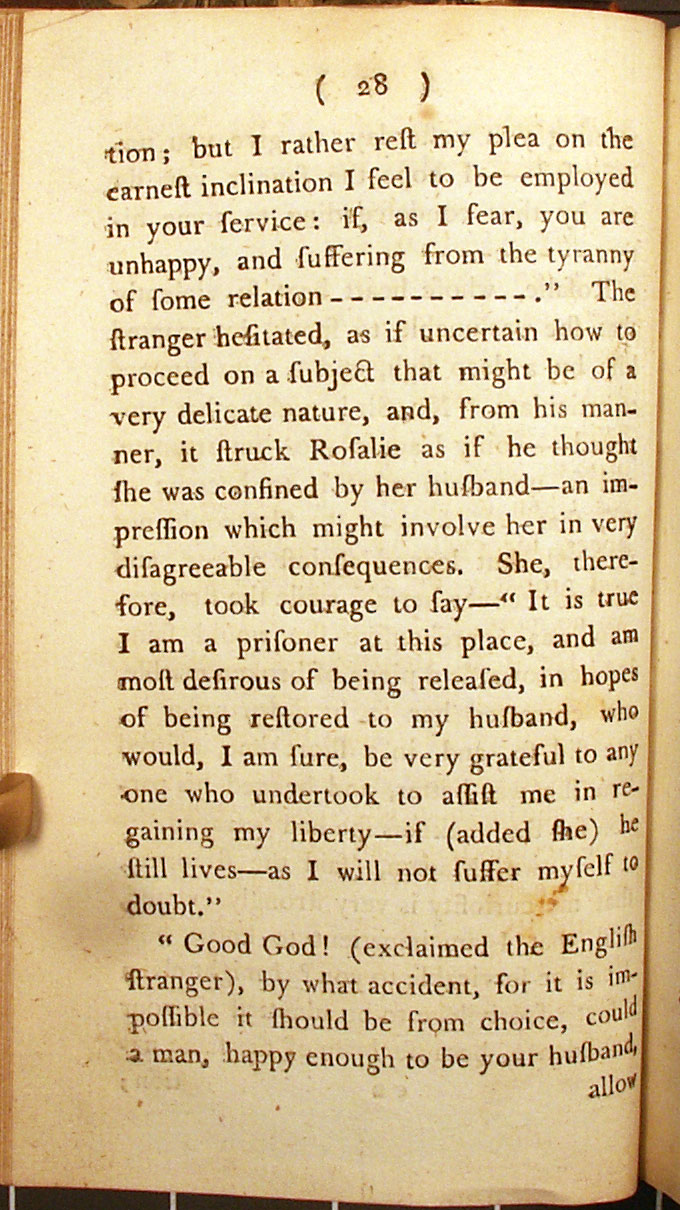 ( 28 )
tion; but I rather reſt my plea on the
earneſt inclination I feel to be employed
in your ſervice: if, as I fear, you are
unhappy, and ſuffering from the tyranny
of ſome relation - - - - - - - - - - -." The
ſtranger heſitated, as if uncertain how to
proceed on a ſubject that might be of a
very delicate nature, and, from his man-
ner, it ſtruck Roſalie as if he thought
ſhe was confined by her huſband—an im-
preſſion which might involve her in very
diſagreeable conſequences. She, there-
fore, took courage to ſay—"It is true
I am a priſoner at this place, and am
moſt deſirous of being releaſed, in hopes
of being reſtored to my huſband, who
would, I am ſure, be very grateful to any
one who undertook to aſſiſt me in re-
gaining my liberty—if (added ſhe) he
ſtill lives—as I will not ſuffer myſelf to
doubt."
"Good God! (exclaimed the Engliſh
ſtranger), by what accident, for it is im-
poſſible it ſhould be from choice, could
a man, happy enough to be your huſband,
allow